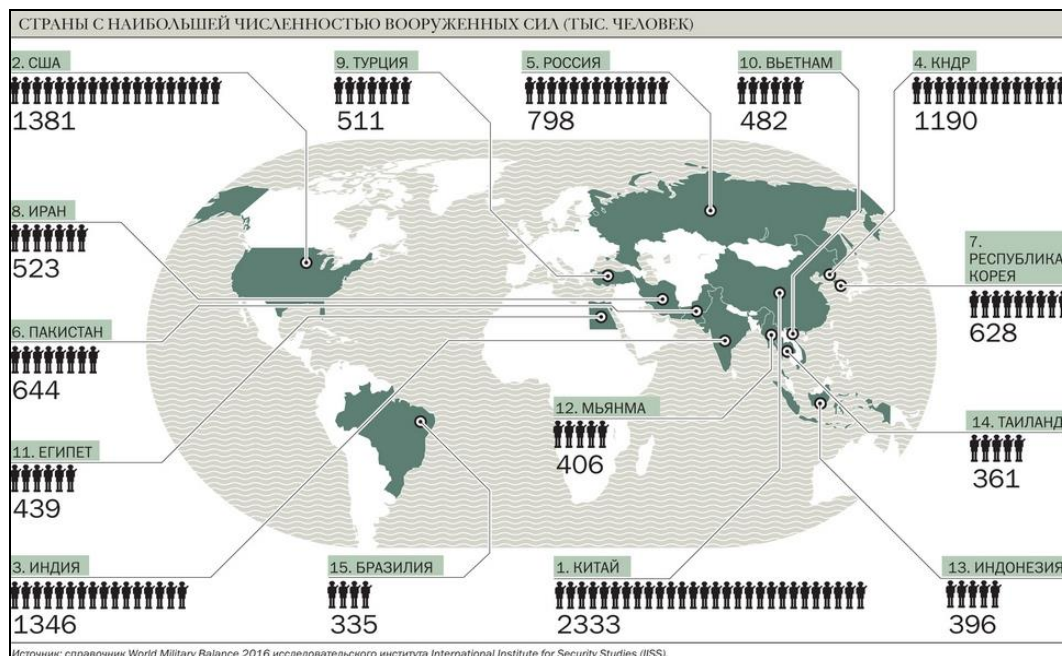 СТРАНЫ С НАИБОЛЬШЕЙ ЧИСЛЕННОСТЬЮ ВООРУЖЕННЫХ СИЛ (ТЫС. ЧЕЛОВЕК)
2. США
1381
9. ТУРЦИЯ
511
5. РОССИЯ
798
10. ВЬЕТНАМ
482
4. КНДР
1190
8. ИРАН
523
7.
РЕСПУБЛИКА
КОРЕЯ
628
6. ПАКИСТАН
644
12. МЬЯНМА
406
14. ТАИЛАНД
361
11. ЕГИПЕТ
439
3. ИНДИЯ
1346
15. БРАЗИЛИЯ
335
1. КИТАЙ
2333
13. ИНДОНЕЗИЯ
396
Источник: справочник World Military Balance 2016 исследовательского института International Institute for Security Studies (IISS).